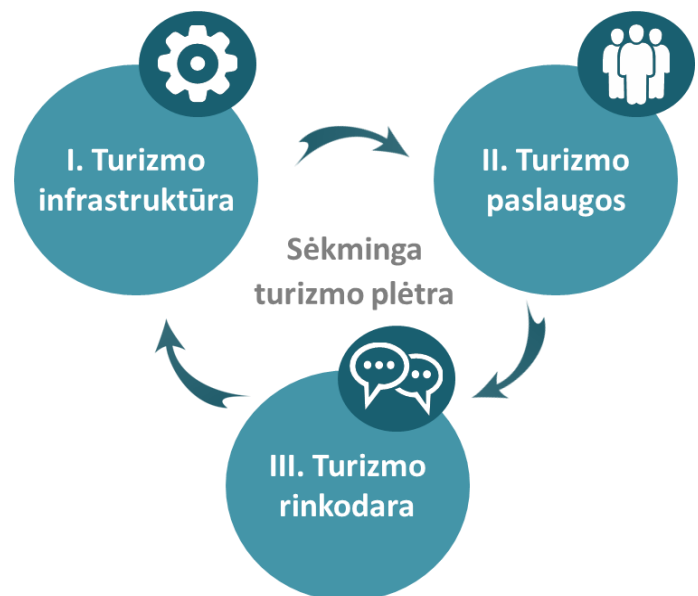 I. Turizmo
infrastruktūra
II. Turizmo
paslaugos
Sėkminga
turizmo plėtra
III. Turizmo
rinkodara